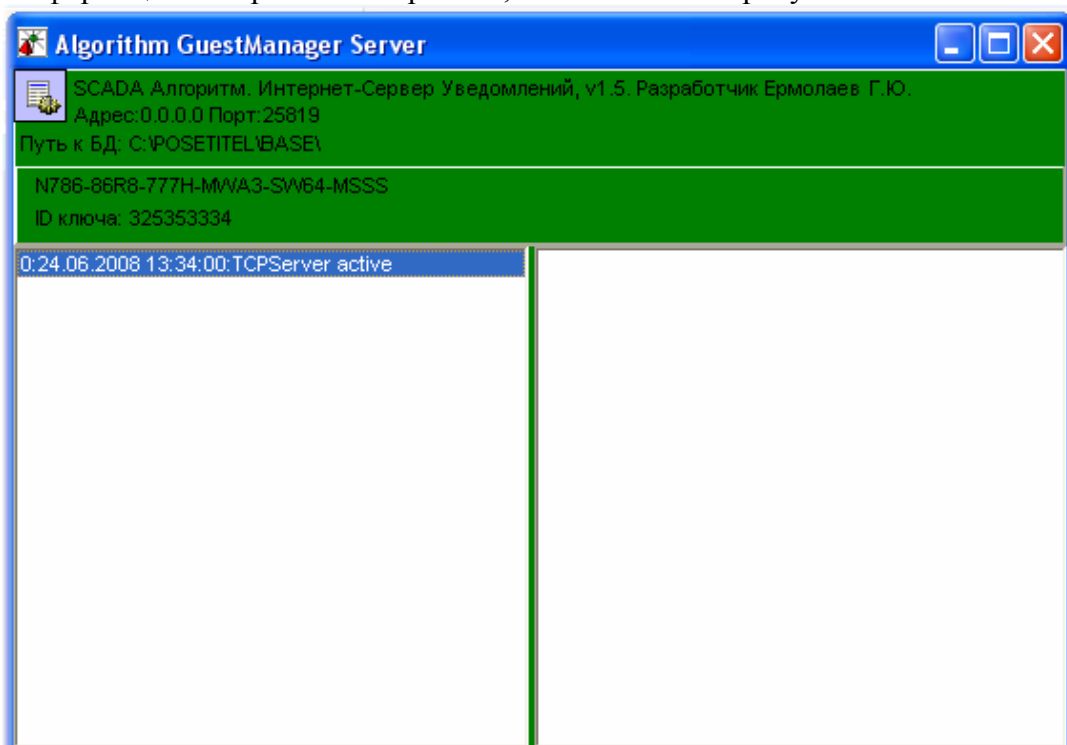 Algorithm GuestManager Server
SCADA Алгоритм. Интернет-Сервер Уведомлений, v1.5. Разработчик Ермолаев Г.Ю.
Адрес:0.0.0.0 Порт:25819
Путь к БД: C:\POSETITEL\BASE\
N786-86R8-777H-MWA3-SW64-MSSS
ID ключа: 325353334
0:24.06.2008 13:34:00:TCPServer active